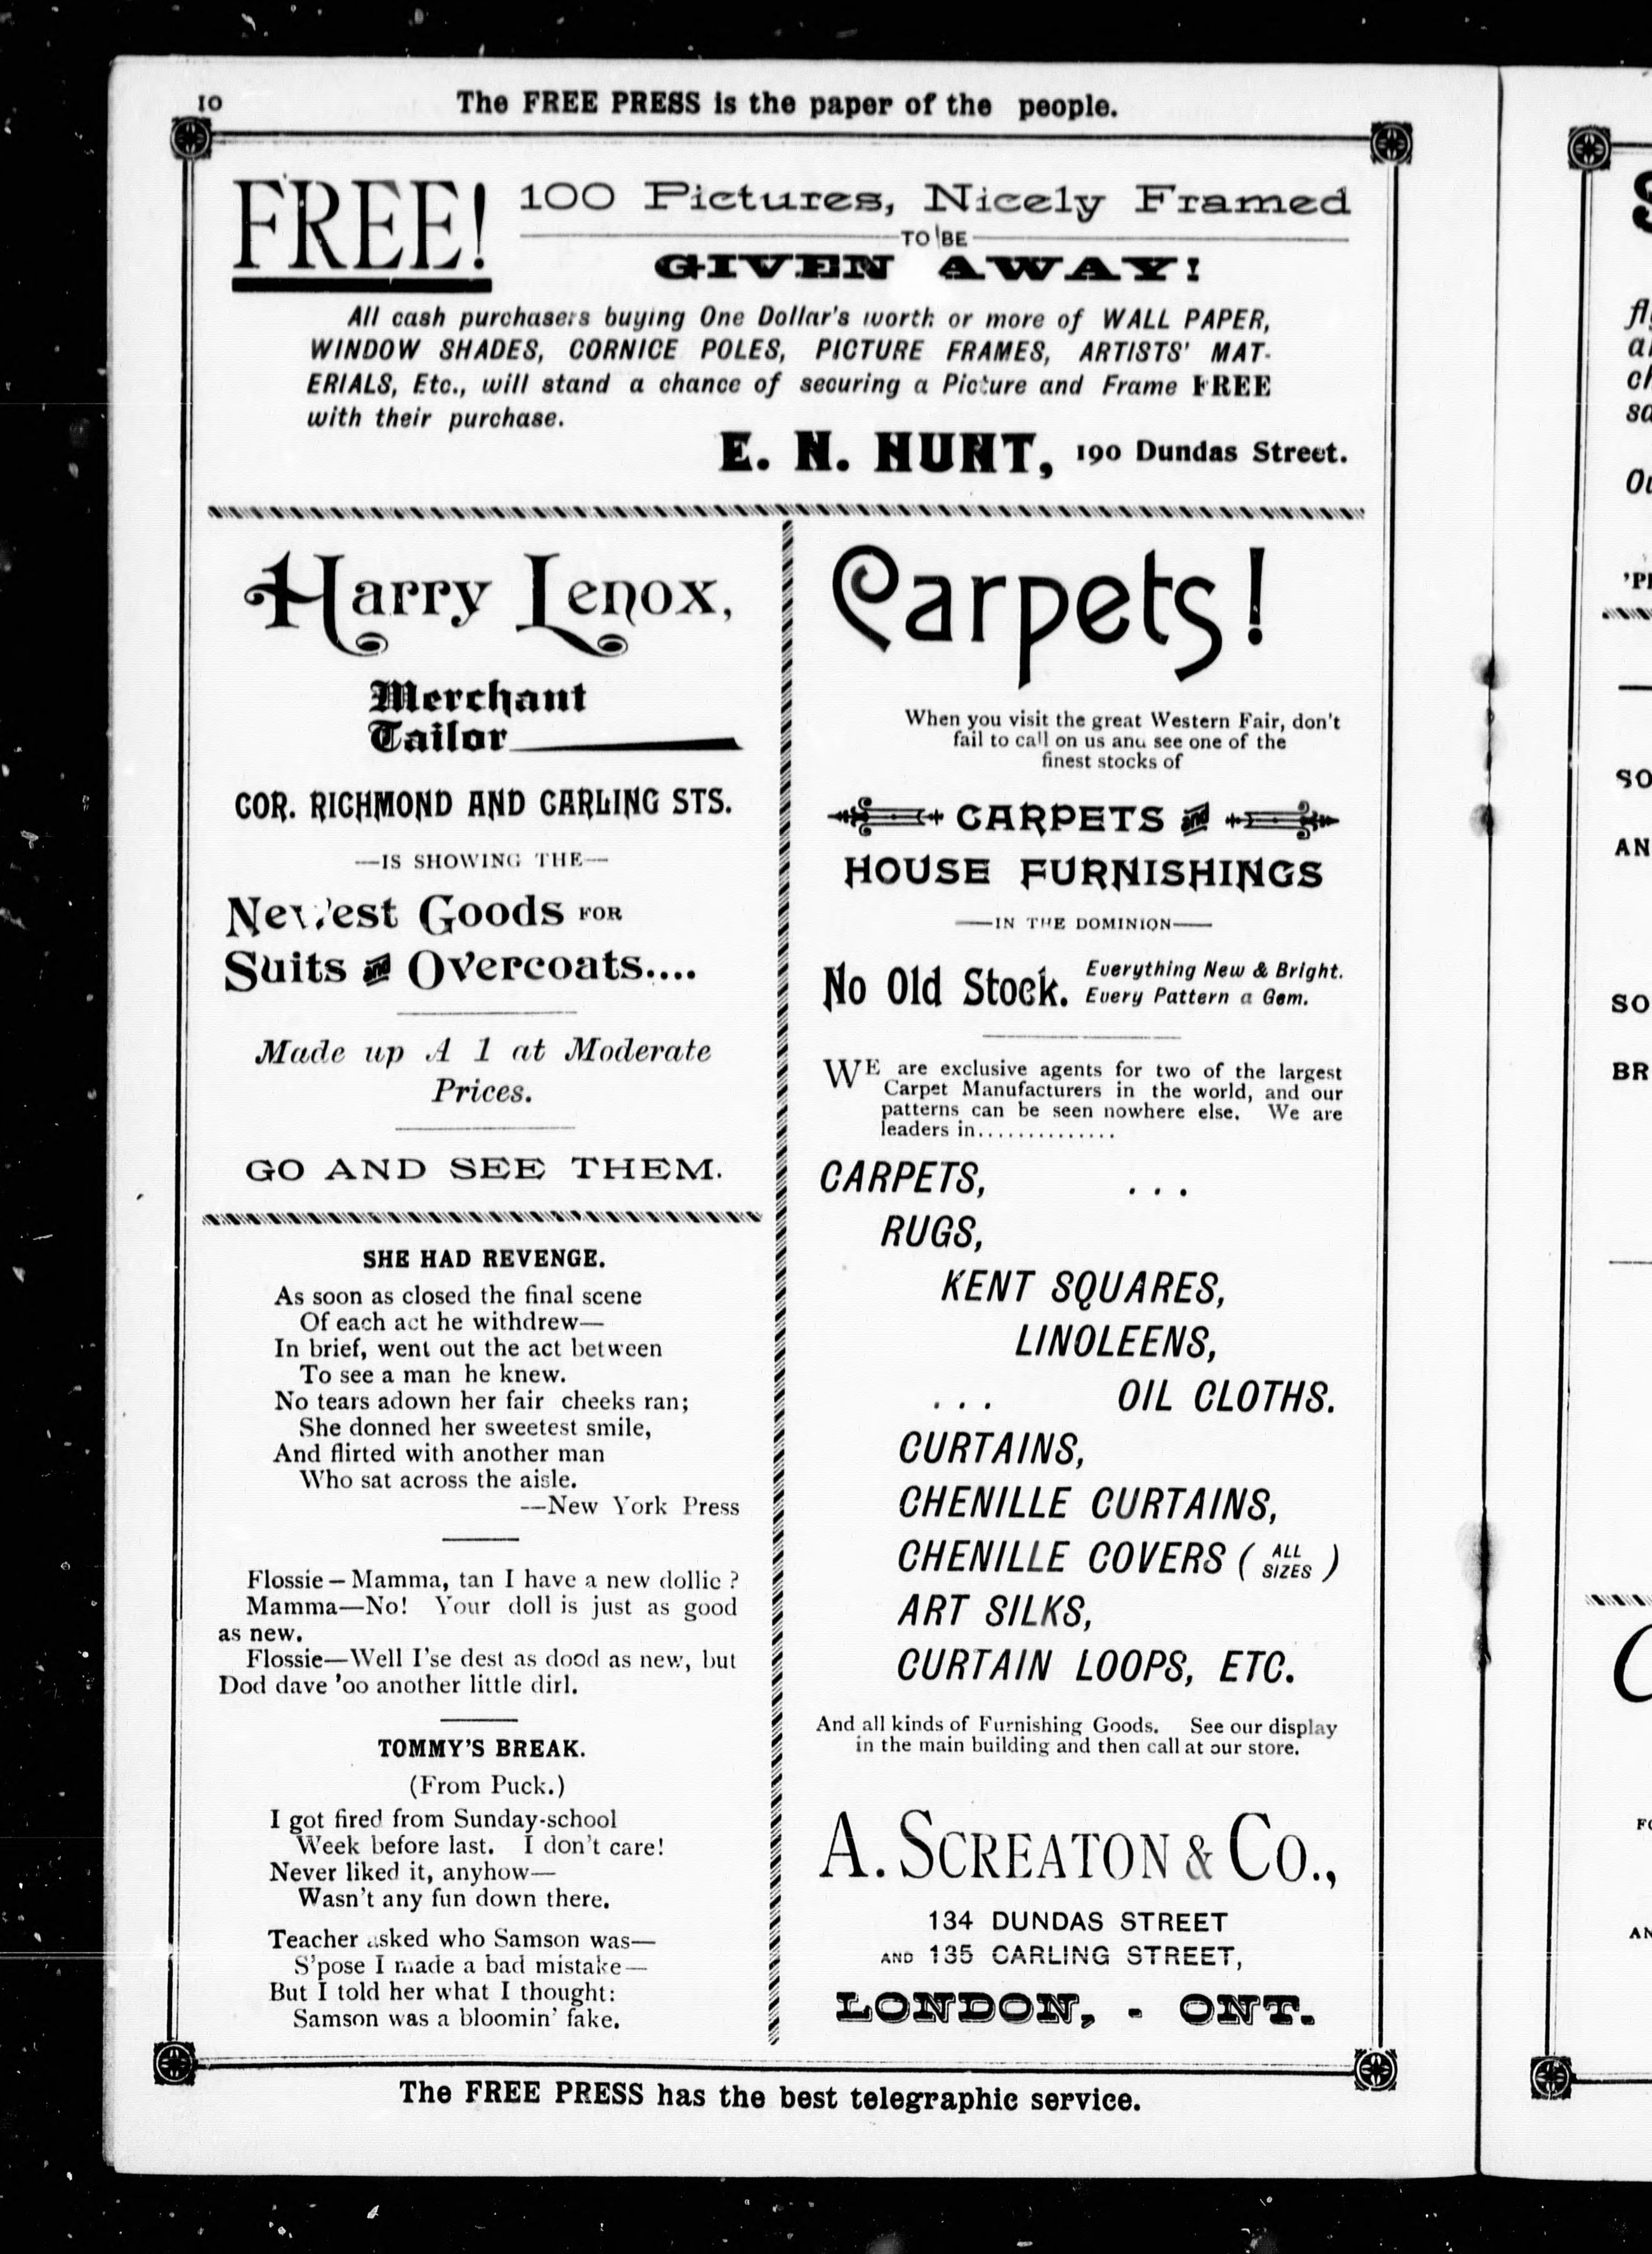 10
The FREE PRESS is the paper of the people.
FREE!
100 Pictures, Nicely Framed
TO BE
GIVEN AWAY!
All cash purchasers buying One Dollar's worth or more of WALL PAPER,
WINDOW SHADES, CORNICE POLES, PICTURE FRAMES, ARTISTS' MAT-
ERIALS, Etc., will stand a chance of securing a Picture and Frame FREE
with their purchase.
E. N. HUNT, 190 Dundas Street.
Harry Lenox,
Merchant
Tailor
COR. RICHMOND AND CARLING STS.
—IS SHOWING THE—
Newest Goods FOR
Suits and Overcoats....
Made up A 1 at Moderate
Prices.
GO AND SEE THEM.
SHE HAD REVENGE.
As soon as closed the final scene
Of each act he withdrew—
In brief, went out the act between
To see a man he knew.
No tears adown her fair cheeks ran;
She donned her sweetest smile,
And flirted with another man
Who sat across the aisle.
—New York Press
Flossie—Mamma, tan I have a new dollie ?
Mamma—No! Your doll is just as good
as new.
Flossie—Well I'se dest as dood as new, but
Dod dave 'oo another little dirl.
TOMMY'S BREAK.
(From Puck.)
I got fired from Sunday-school
Week before last. I don't care!
Never liked it, anyhow—
Wasn't any fun down there.
Teacher asked who Samson was—
S'pose I made a bad mistake—
But I told her what I thought:
Samson was a bloomin' fake.
Carpets!
When you visit the great Western Fair, don't
fail to call on us and see one of the
finest stocks of
CARPETS and
HOUSE FURNISHINGS
—IN THE DOMINION—
No Old Stock. Everything New & Bright.
Every Pattern a Gem.
WE are exclusive agents for two of the largest
Carpet Manufacturers in the world, and our
patterns can be seen nowhere else. We are
leaders in..............
CARPETS, ...
RUGS,
KENT SQUARES,
LINOLEENS,
... OIL CLOTHS.
CURTAINS,
CHENILLE CURTAINS,
CHENILLE COVERS ( ALL SIZES )
ART SILKS,
CURTAIN LOOPS, ETC.
And all kinds of Furnishing Goods. See our display
in the main building and then call at our store.
A. SCREATON & CO.,
134 DUNDAS STREET
AND 135 CARLING STREET,
LONDON, - ONT.
The FREE PRESS has the best telegraphic service.